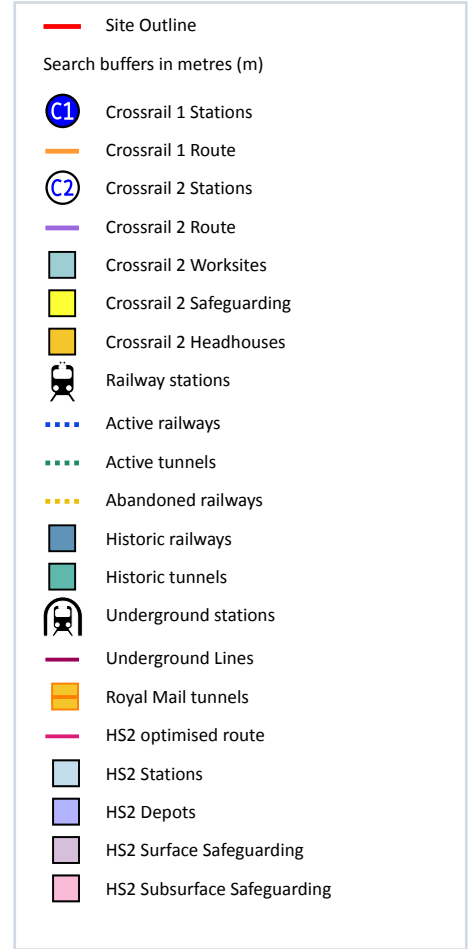 Site Outline
Search buffers in metres (m)
C1 Crossrail 1 Stations
Crossrail 1 Route
C2 Crossrail 2 Stations
Crossrail 2 Route
Crossrail 2 Worksites
Crossrail 2 Safeguarding
Crossrail 2 Headhouses
Railway stations
Active railways
Active tunnels
Abandoned railways
Historic railways
Historic tunnels
Underground stations
Underground Lines
Royal Mail tunnels
HS2 optimised route
HS2 Stations
HS2 Depots
HS2 Surface Safeguarding
HS2 Subsurface Safeguarding